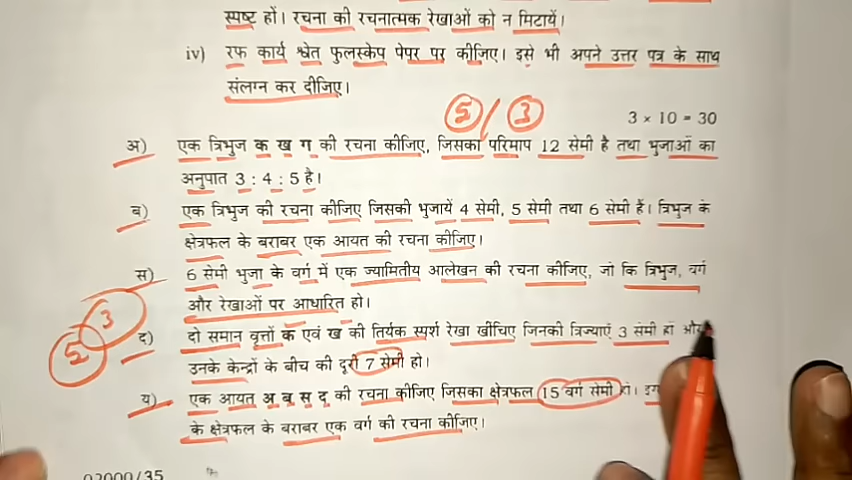 स्पष्ट हों। रचना की रचनात्मक रेखाओं को न मिटायें।
iv) रफ कार्य श्वेत फुलस्केप पेपर पर कीजिए। इसे भी अपने उत्तर पत्र के साथ
संलग्न कर दीजिए।
5 / 3
3 × 10 = 30
अ) एक त्रिभुज क ख ग की रचना कीजिए, जिसका परिमाप 12 सेमी है तथा भुजाओं का
अनुपात 3 : 4 : 5 है।
ब) एक त्रिभुज की रचना कीजिए जिसकी भुजायें 4 सेमी, 5 सेमी तथा 6 सेमी हैं। त्रिभुज के
क्षेत्रफल के बराबर एक आयत की रचना कीजिए।
स) 6 सेमी भुजा के वर्ग में एक ज्यामितीय आलेखन की रचना कीजिए, जो कि त्रिभुज, वर्ग
और रेखाओं पर आधारित हो।
3
5
द) दो समान वृत्तों क एवं ख की तिर्यक स्पर्श रेखा खींचिए जिनकी त्रिज्याएं 3 सेमी हों और
उनके केन्द्रों के बीच की दूरी 7 सेमी हो।
य) एक आयत अ ब स द की रचना कीजिए जिसका क्षेत्रफल 15 वर्ग सेमी हो।
के क्षेत्रफल के बराबर एक वर्ग की रचना कीजिए।
02000/35